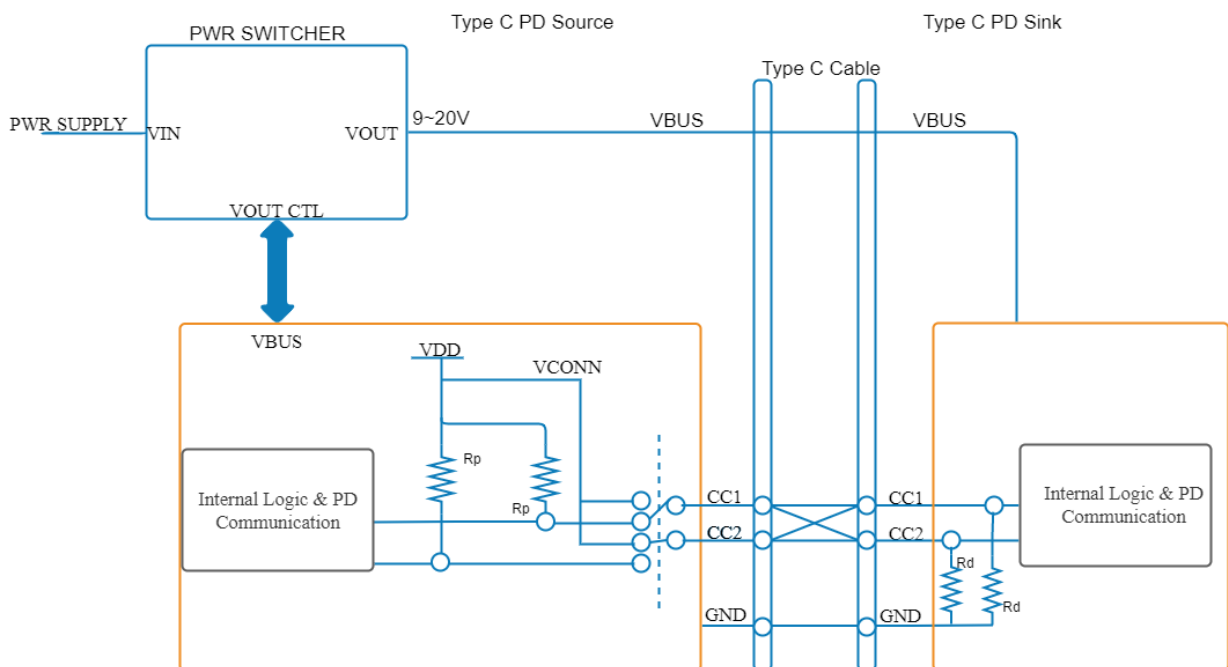 Type C PD Source
Type C PD Sink
PWR SWITCHER
Type C Cable
PWR_SUPPLY
VIN
VOUT
9~20V
VBUS
VBUS
VOUT CTL
VBUS
VDD
VCONN
Rp
Rp
Internal Logic & PD
Communication
CC1
CC1
Internal Logic & PD
Communication
CC2
CC2
Rd
Rd
GND
GND